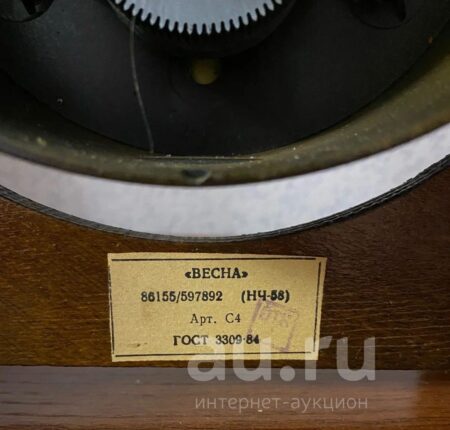 «ВЕСНА»
86155/597892 (НЧ-58)
Арт. С4
ГОСТ 3309-84
au.ru
интернет-аукцион